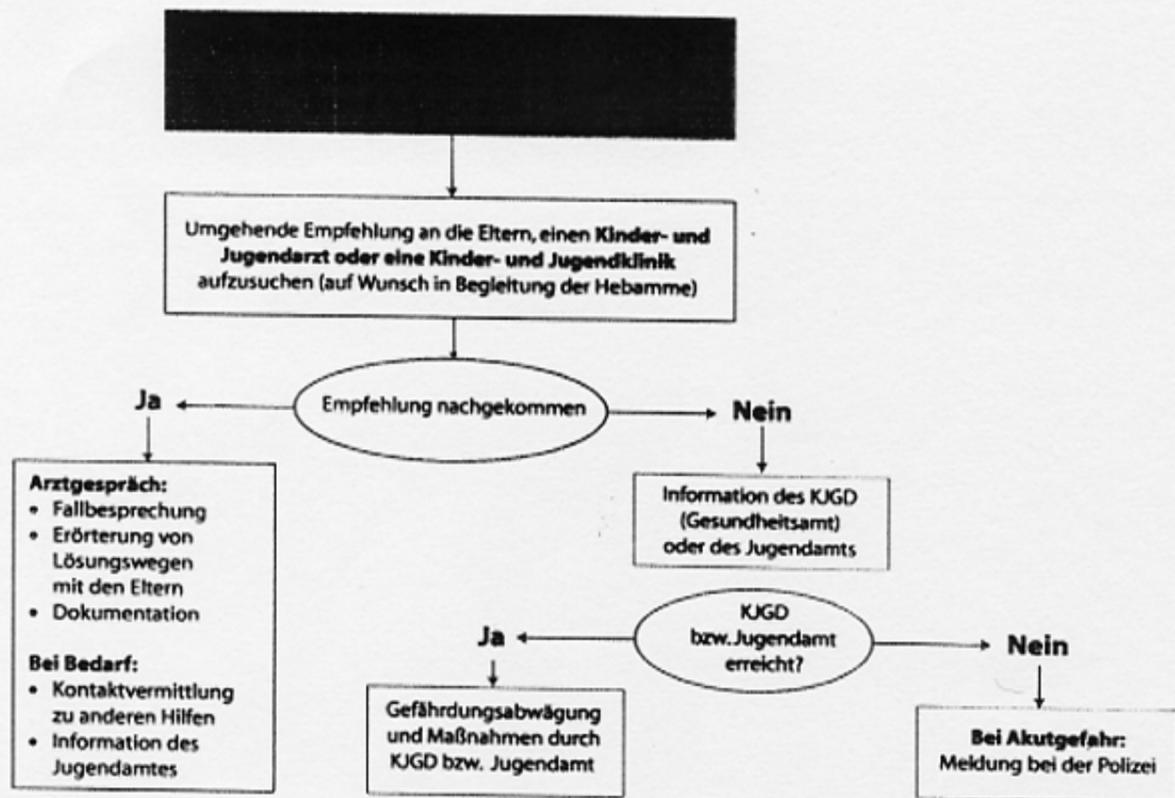 Umgehende Empfehlung an die Eltern, einen Kinder- und
Jugendarzt oder eine Kinder- und Jugendklinik
aufzusuchen (auf Wunsch in Begleitung der Hebamme)
Empfehlung nachgekommen
Ja
Nein
Arztgespräch:
• Fallbesprechung
• Erörterung von
Lösungswegen
mit den Eltern
• Dokumentation
Bei Bedarf:
• Kontaktvermittlung
zu anderen Hilfen
• Information des
Jugendamtes
Information des KJGD
(Gesundheitsamt)
oder des Jugendamts
KJGD
bzw. Jugendamt
erreicht?
Ja
Nein
Gefährdungsabwägung
und Maßnahmen durch
KJGD bzw. Jugendamt
Bei Akutgefahr:
Meldung bei der Polizei